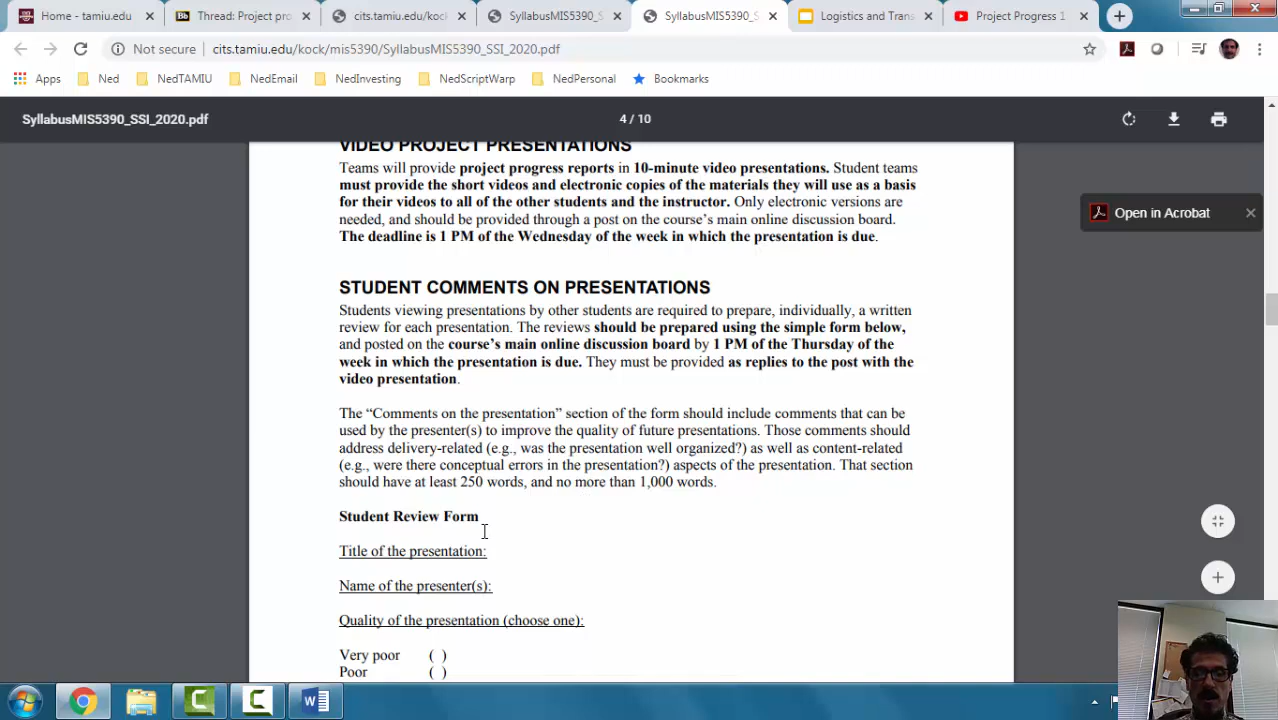 Home - tamiu.edu
Thread: Project pro
cits.tamiu.edu/kock/
SyllabusMIS5390_S
SyllabusMIS5390_S
Logistics and Trans
Project Progress 1
Not secure
cits.tamiu.edu/kock/mis5390/SyllabusMIS5390_SSI_2020.pdf
Apps
Ned
NedTAMIU
NedEmail
NedInvesting
NedScriptWarp
NedPersonal
Bookmarks
SyllabusMIS5390_SSI_2020.pdf
4 / 10
Open in Acrobat
VIDEO PROJECT PRESENTATIONS
Teams will provide project progress reports in 10-minute video presentations. Student teams
must provide the short videos and electronic copies of the materials they will use as a basis
for their videos to all of the other students and the instructor. Only electronic versions are
needed, and should be provided through a post on the course's main online discussion board.
The deadline is 1 PM of the Wednesday of the week in which the presentation is due.
STUDENT COMMENTS ON PRESENTATIONS
Students viewing presentations by other students are required to prepare, individually, a written
review for each presentation. The reviews should be prepared using the simple form below,
and posted on the course's main online discussion board by 1 PM of the Thursday of the
week in which the presentation is due. They must be provided as replies to the post with the
video presentation.
The “Comments on the presentation” section of the form should include comments that can be
used by the presenter(s) to improve the quality of future presentations. Those comments should
address delivery-related (e.g., was the presentation well organized?) as well as content-related
(e.g., were there conceptual errors in the presentation?) aspects of the presentation. That section
should have at least 250 words, and no more than 1,000 words.
Student Review Form
Title of the presentation:
Name of the presenter(s):
Quality of the presentation (choose one):
Very poor ( )
Poor ( )